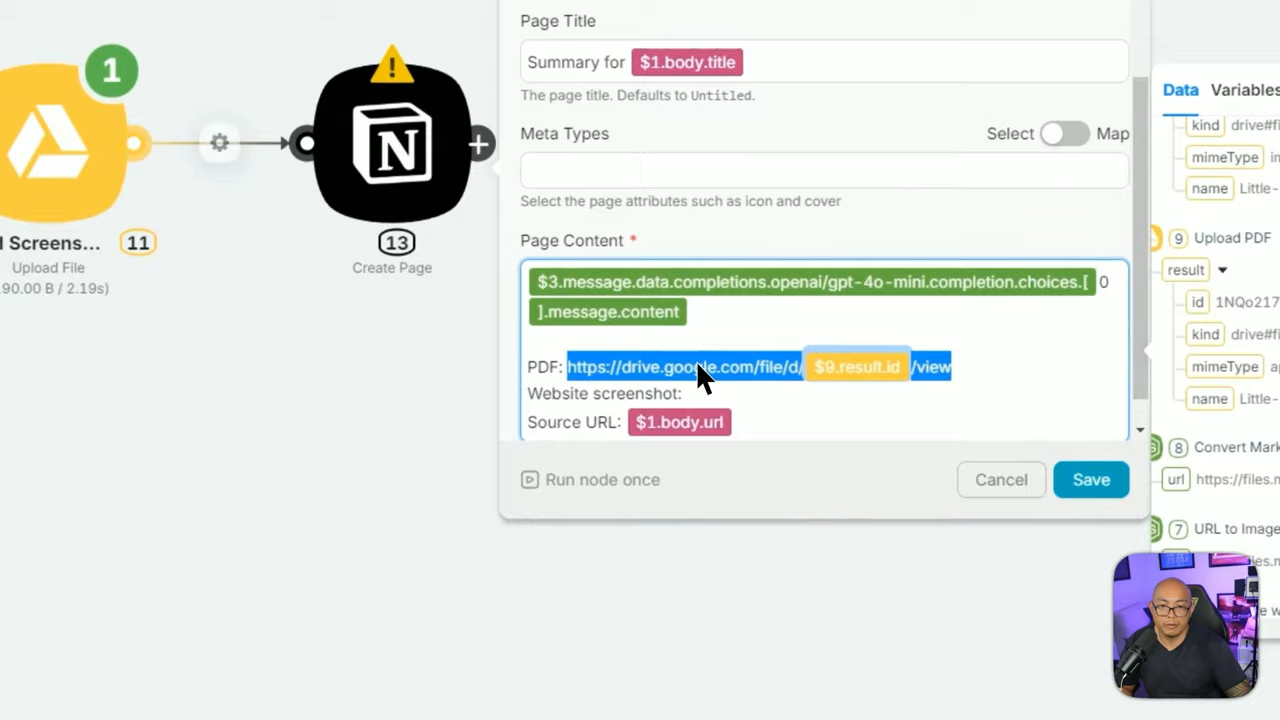 1
l Screens... 11
Upload File
.90.00 B / 2.19s)
N
13
Create Page
Page Title
Summary for $1.body.title
The page title. Defaults to Untitled.
Meta Types
Select Map
Select the page attributes such as icon and cover
Page Content *
$3.message.data.completions.openai/gpt-4o-mini.completion.choices.[ 0
].message.content
PDF: https://drive.google.com/file/d/ $9.result.id /view
Website screenshot:
Source URL: $1.body.url
Run node once
Cancel
Save
Data Variables
kind drive#fi
mimeType
name Little-
9 Upload PDF
result
id 1NQo217
kind drive#fi
mimeType
name Little-
8 Convert Mark
url https://files.m
7 URL to Image